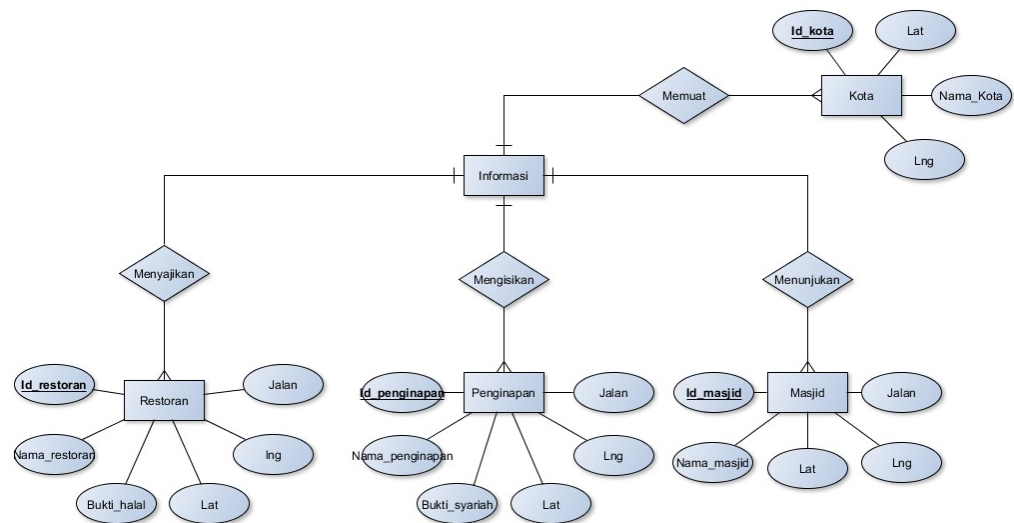 Id_kota
Lat
Memuat
Kota
Nama_Kota
Lng
Informasi
Menyajikan
Mengisikan
Menunjukan
Id_restoran
Jalan
Restoran
Nama_restoran
lng
Bukti_halal
Lat
Id_penginapan
Penginapan
Jalan
Nama_penginapan
Lng
Bukti_syariah
Lat
Id_masjid
Masjid
Jalan
Nama_masjid
Lat
Lng